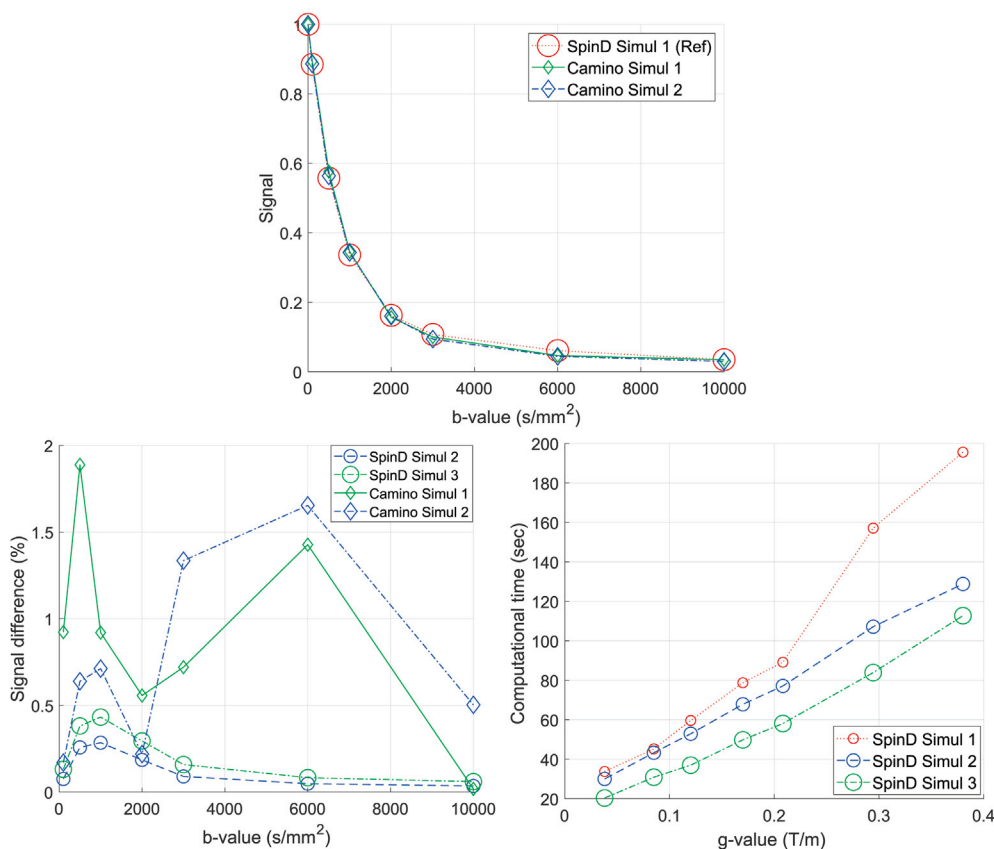 1
0.8
0.6
0.4
0.2
0
Signal
0 2000 4000 6000 8000 10000
b-value (s/mm²)
SpinD Simul 1 (Ref)
Camino Simul 1
Camino Simul 2
2
1.5
1
0.5
0
Signal difference (%)
0 2000 4000 6000 8000 10000
b-value (s/mm²)
SpinD Simul 2
SpinD Simul 3
Camino Simul 1
Camino Simul 2
200
180
160
140
120
100
80
60
40
20
Computational time (sec)
0 0.1 0.2 0.3 0.4
g-value (T/m)
SpinD Simul 1
SpinD Simul 2
SpinD Simul 3